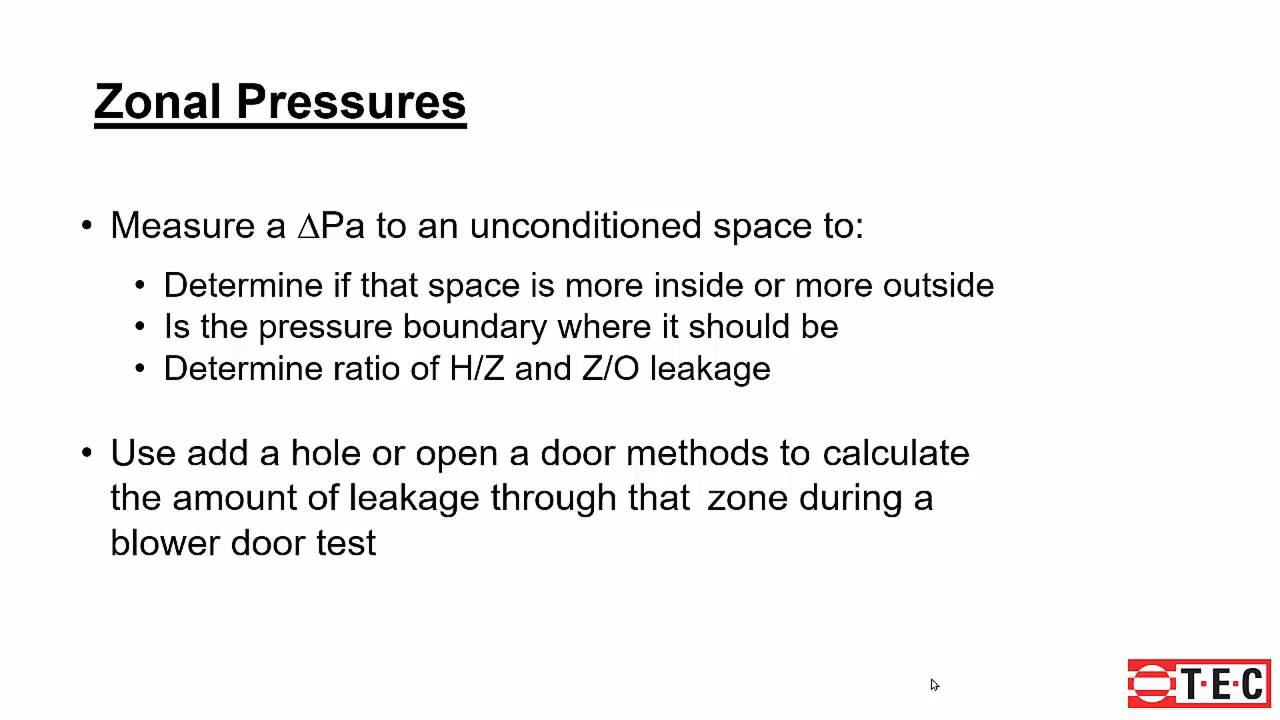 Zonal Pressures
• Measure a ∆Pa to an unconditioned space to:
• Determine if that space is more inside or more outside
• Is the pressure boundary where it should be
• Determine ratio of H/Z and Z/O leakage
• Use add a hole or open a door methods to calculate
the amount of leakage through that zone during a
blower door test
T·E·C